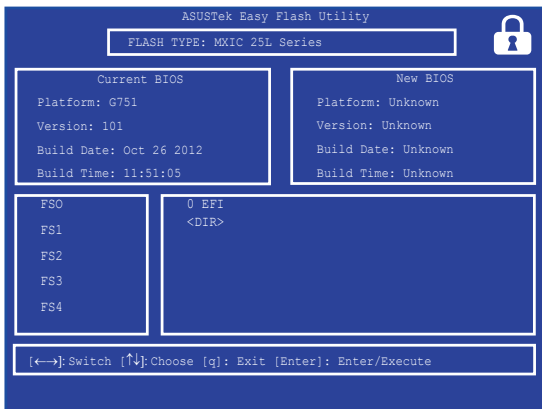 ASUSTek Easy Flash Utility
FLASH TYPE: MXIC 25L Series
Current BIOS
Platform: G751
Version: 101
Build Date: Oct 26 2012
Build Time: 11:51:05
New BIOS
Platform: Unknown
Version: Unknown
Build Date: Unknown
Build Time: Unknown
FSO
FS1
FS2
FS3
FS4
0 EFI
<DIR>
[←→]: Switch [↑↓]: Choose [q]: Exit [Enter]: Enter/Execute